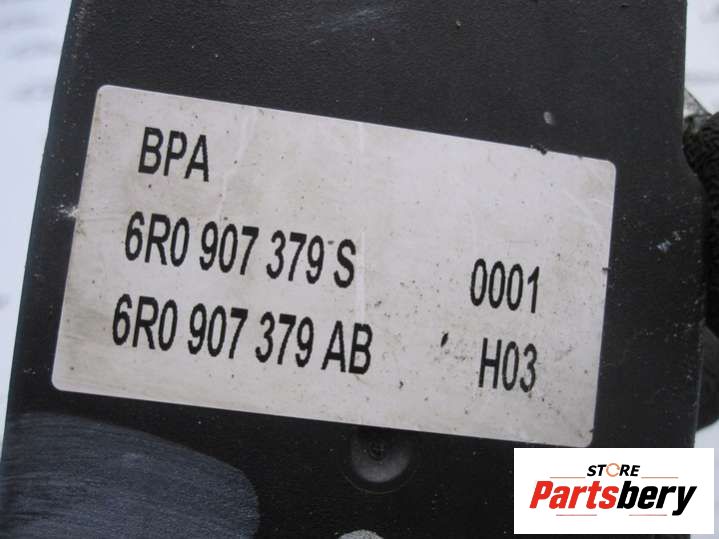 BPA
6R0 907 379 S 0001
6R0 907 379 AB H03
STORE
Partsbery